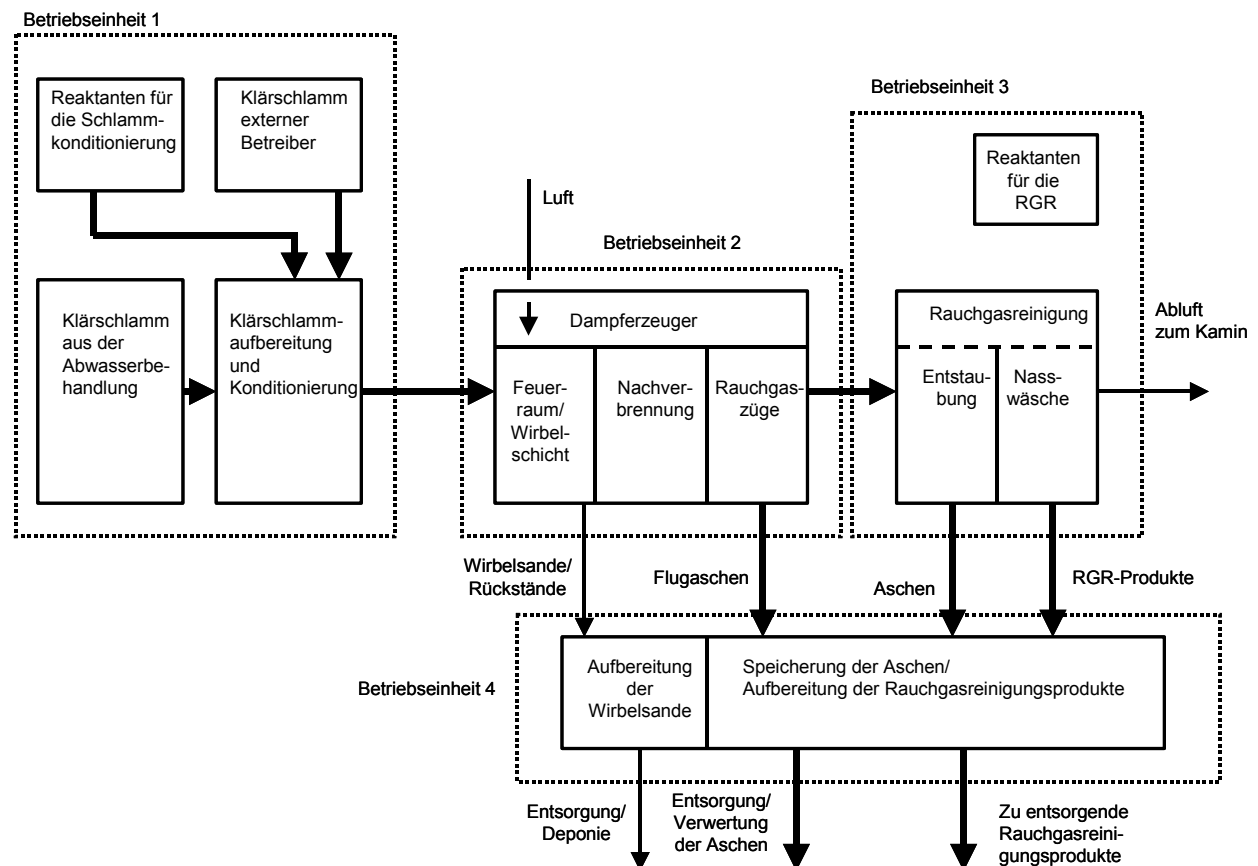 Betriebseinheit 1
Reaktanten für
die Schlamm-
konditionierung
Klärschlamm
externer
Betreiber
Klärschlamm
aus der
Abwasserbe-
handlung
Klärschlamm-
aufbereitung
und
Konditionierung
Luft
Betriebseinheit 2
Dampferzeuger
Feuer-
raum/
Wirbel-
schicht
Nachver-
brennung
Rauchgas-
züge
Betriebseinheit 3
Reaktanten
für die
RGR
Rauchgasreinigung
Entstau-
bung
Nass-
wäsche
Abluft
zum Kamin
Wirbelsande/
Rückstände
Flugaschen
Aschen
RGR-Produkte
Betriebseinheit 4
Aufbereitung
der
Wirbelsande
Speicherung der Aschen/
Aufbereitung der Rauchgasreinigungsprodukte
Entsorgung/
Deponie
Entsorgung/
Verwertung
der Aschen
Zu entsorgende
Rauchgasreini-
gungsprodukte